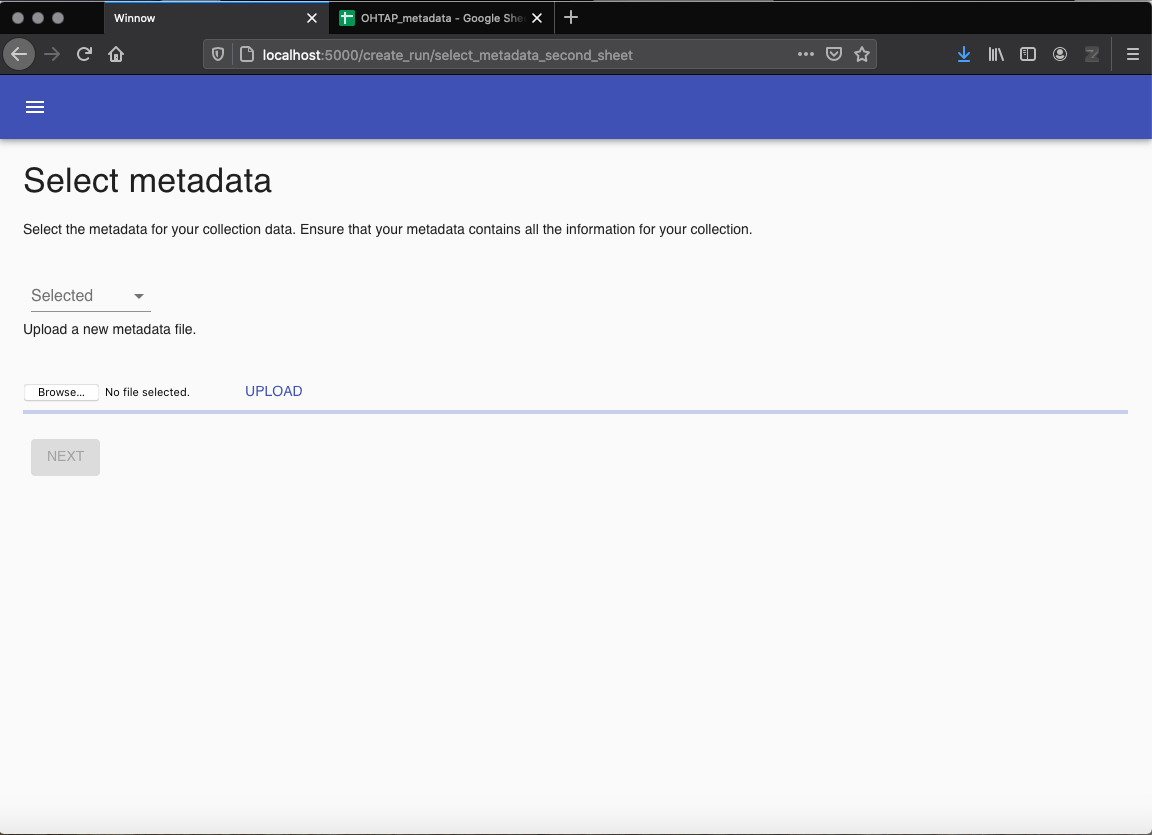 Winnow
OHTAP_metadata - Google She
localhost:5000/create_run/select_metadata_second_sheet
Select metadata
Select the metadata for your collection data. Ensure that your metadata contains all the information for your collection.
Selected
Upload a new metadata file.
Browse... No file selected. UPLOAD
NEXT